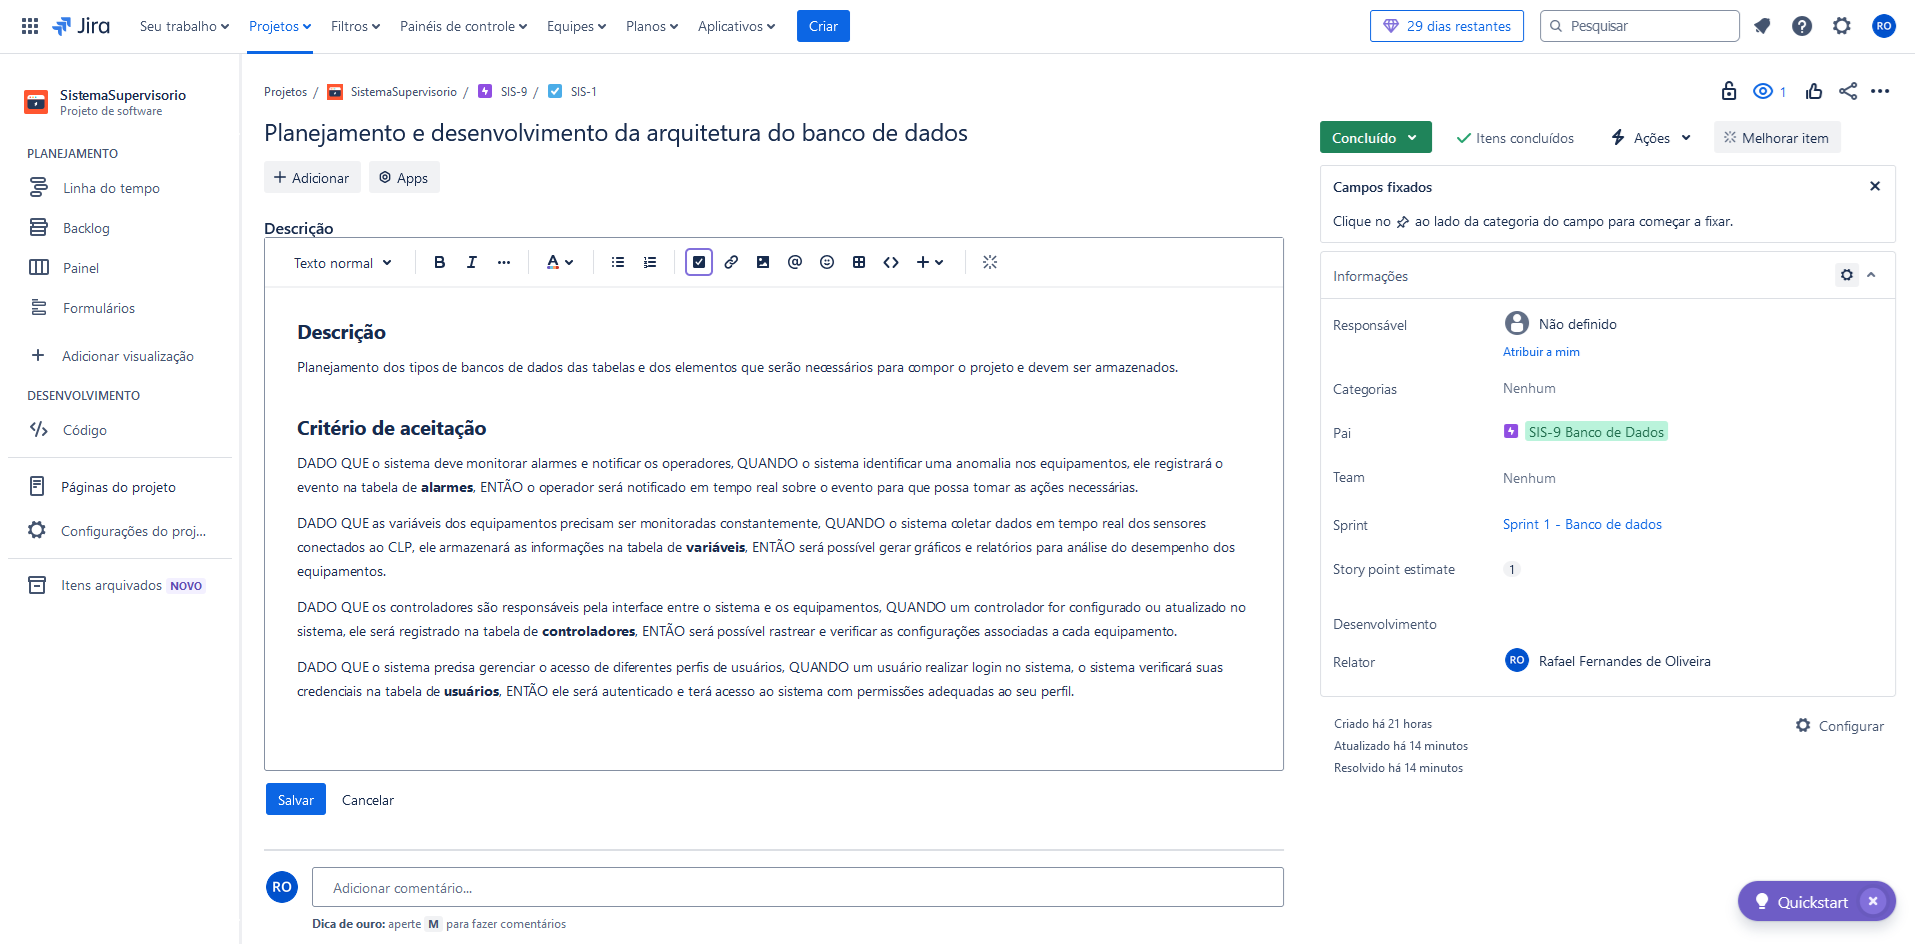 Jira
Seu trabalho
Projetos
Filtros
Painéis de controle
Equipes
Planos
Aplicativos
Criar
29 dias restantes
Pesquisar
RO
SistemaSupervisorio
Projeto de software
PLANEJAMENTO
Linha do tempo
Backlog
Painel
Formulários
Adicionar visualização
DESENVOLVIMENTO
Código
Páginas do projeto
Configurações do proj...
Itens arquivados NOVO
Projetos / SistemaSupervisorio / SIS-9 / SIS-1
Planejamento e desenvolvimento da arquitetura do banco de dados
Adicionar
Apps
Descrição
Texto normal
Descrição
Planejamento dos tipos de bancos de dados das tabelas e dos elementos que serão necessários para compor o projeto e devem ser armazenados.
Critério de aceitação
DADO QUE o sistema deve monitorar alarmes e notificar os operadores, QUANDO o sistema identificar uma anomalia nos equipamentos, ele registrará o
evento na tabela de alarmes, ENTÃO o operador será notificado em tempo real sobre o evento para que possa tomar as ações necessárias.
DADO QUE as variáveis dos equipamentos precisam ser monitoradas constantemente, QUANDO o sistema coletar dados em tempo real dos sensores
conectados ao CLP, ele armazenará as informações na tabela de variáveis, ENTÃO será possível gerar gráficos e relatórios para análise do desempenho dos
equipamentos.
DADO QUE os controladores são responsáveis pela interface entre o sistema e os equipamentos, QUANDO um controlador for configurado ou atualizado no
sistema, ele será registrado na tabela de controladores, ENTÃO será possível rastrear e verificar as configurações associadas a cada equipamento.
DADO QUE o sistema precisa gerenciar o acesso de diferentes perfis de usuários, QUANDO um usuário realizar login no sistema, o sistema verificará suas
credenciais na tabela de usuários, ENTÃO ele será autenticado e terá acesso ao sistema com permissões adequadas ao seu perfil.
Salvar
Cancelar
RO
Adicionar comentário...
Dica de ouro: aperte M para fazer comentários
1
Concluído
Itens concluídos
Ações
Melhorar item
Campos fixados
Clique no ao lado da categoria do campo para começar a fixar.
Informações
Responsável
Não definido
Atribuir a mim
Categorias
Nenhum
Pai
SIS-9 Banco de Dados
Team
Nenhum
Sprint
Sprint 1 - Banco de dados
Story point estimate
1
Desenvolvimento
Relator
RO
Rafael Fernandes de Oliveira
Criado há 21 horas
Atualizado há 14 minutos
Resolvido há 14 minutos
Configurar
Quickstart